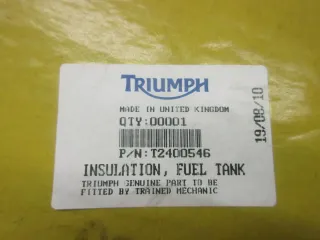 TRIUMPH
MADE IN UNITED KINGDOM
QTY:00001
P/N:T2400546
INSULATION, FUEL TANK
TRIUMPH GENUINE PART TO BE
FITTED BY TRAINED MECHANIC
19/08/10